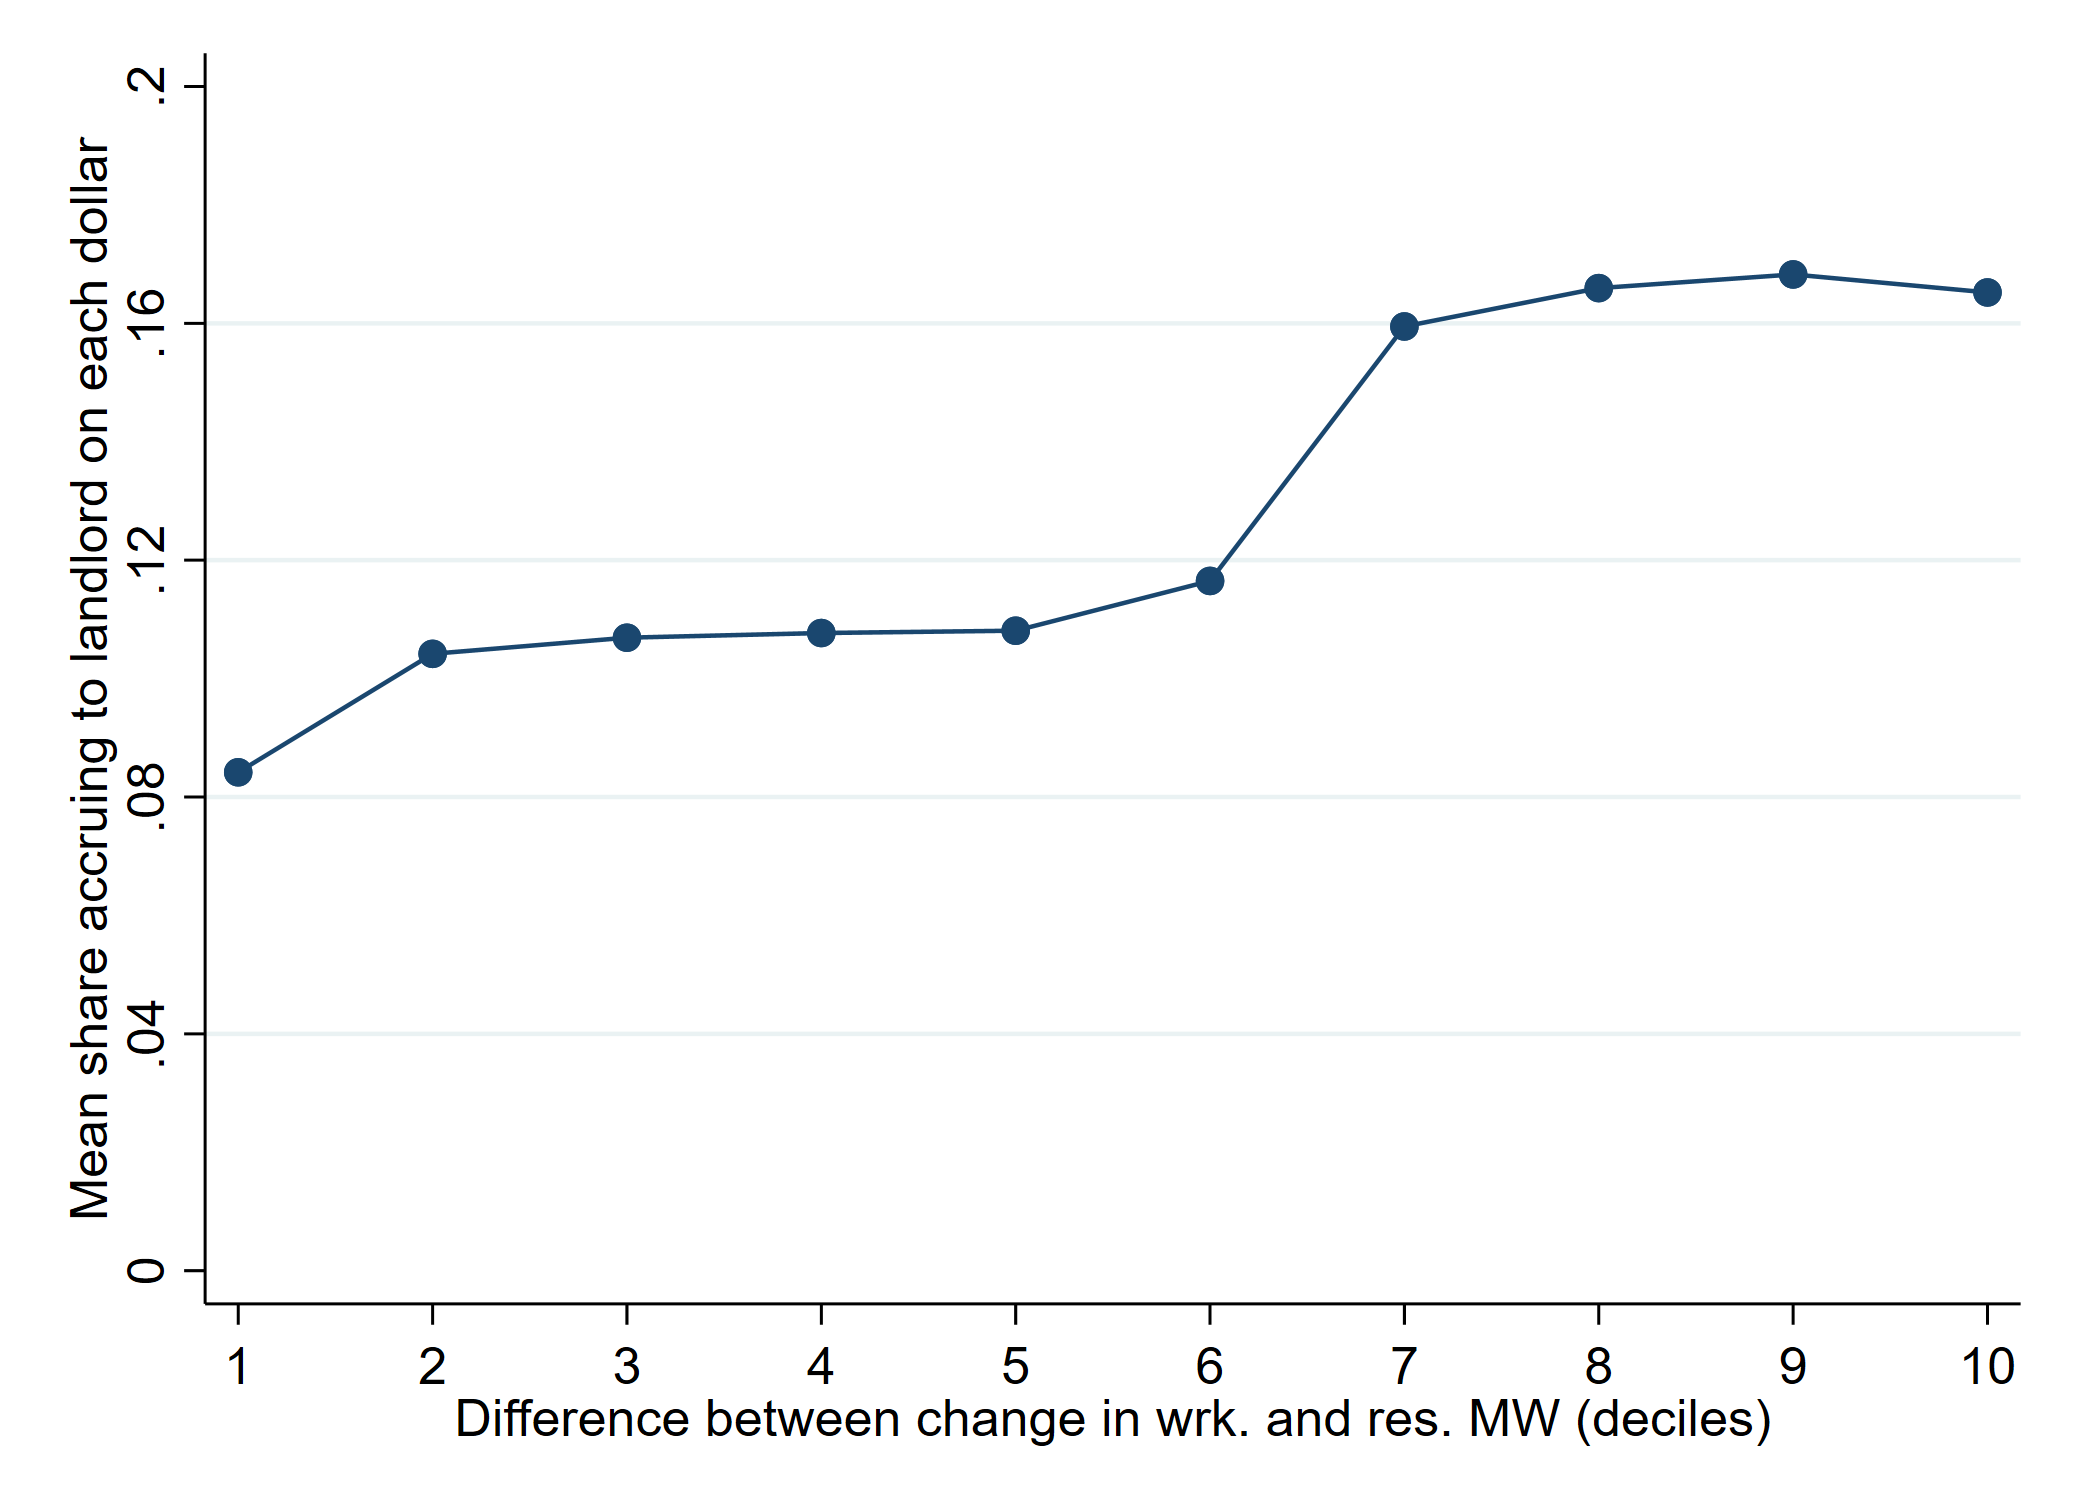 Mean share accruing to landlord on each dollar
.2
.16
.12
.08
.04
0
1 2 3 4 5 6 7 8 9 10
Difference between change in wrk. and res. MW (deciles)